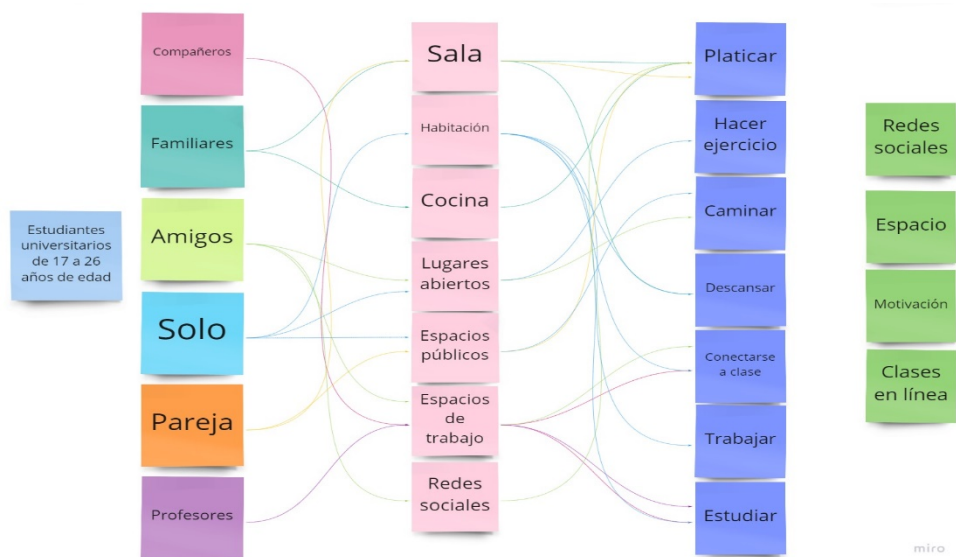 Estudiantes
universitarios
de 17 a 26
años de edad
Compañeros
Familiares
Amigos
Solo
Pareja
Profesores
Sala
Habitación
Cocina
Lugares
abiertos
Espacios
públicos
Espacios
de
trabajo
Redes
sociales
Platicar
Hacer
ejercicio
Caminar
Descansar
Conectarse
a clase
Trabajar
Estudiar
Redes
sociales
Espacio
Motivación
Clases
en línea
miro